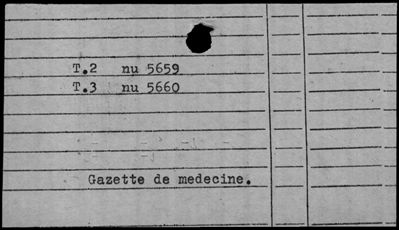 T.2 nu 5659
T.3 nu 5660
Gazette de medecine.